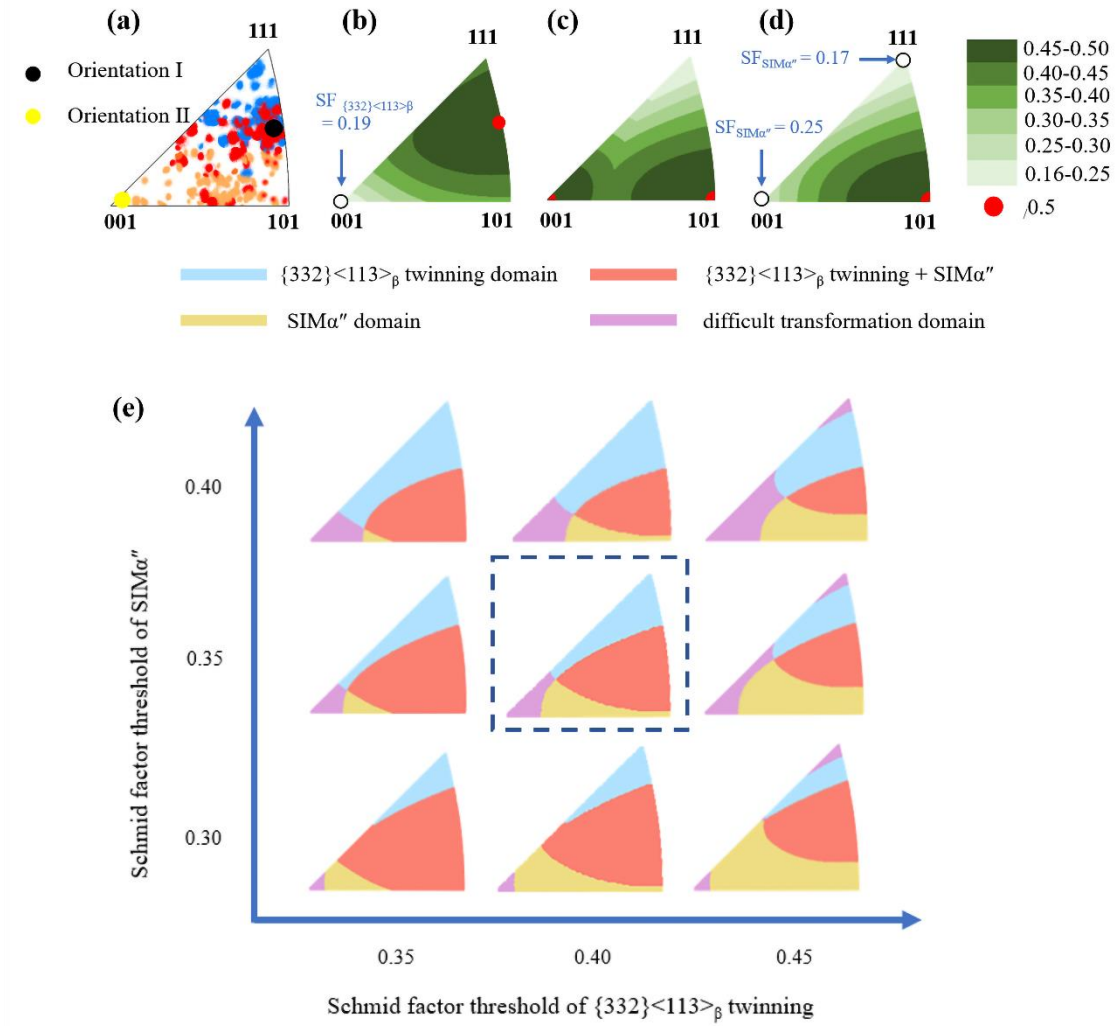 (a)
(b)
(c)
(d)
111
111
111
111
Orientation I
Orientation II
SF {332}<113>β
= 0.19
SFSIMα″ = 0.17
SFSIMα″ = 0.25
0.45-0.50
0.40-0.45
0.35-0.40
0.30-0.35
0.25-0.30
0.16-0.25
/0.5
001 101
001 101
001 101
001 101
{332}<113>β twinning domain
{332}<113>β twinning + SIMα″
SIMα″ domain
difficult transformation domain
(e)
Schmid factor threshold of SIMα″
0.40
0.35
0.30
0.35 0.40 0.45
Schmid factor threshold of {332}<113>β twinning